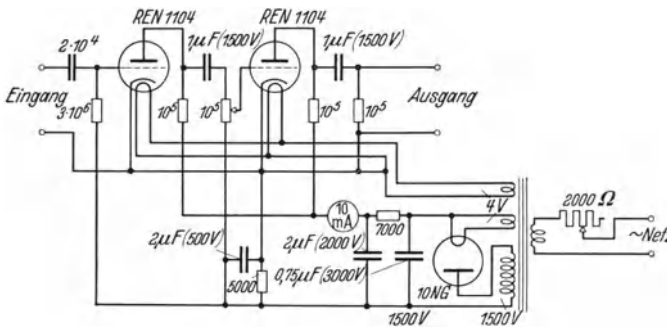 REN 1104
REN 1104
2·10⁴
1µF(1500V)
1µF(1500V)
Eingang
3·10⁶
10⁵
10⁵
10⁵
10⁵
Ausgang
4V
2000 Ω
~Netz
10 mA
7000
2µF(500V)
2µF(2000V)
0,75µF(3000V)
5000
10NG
1500V
1500V